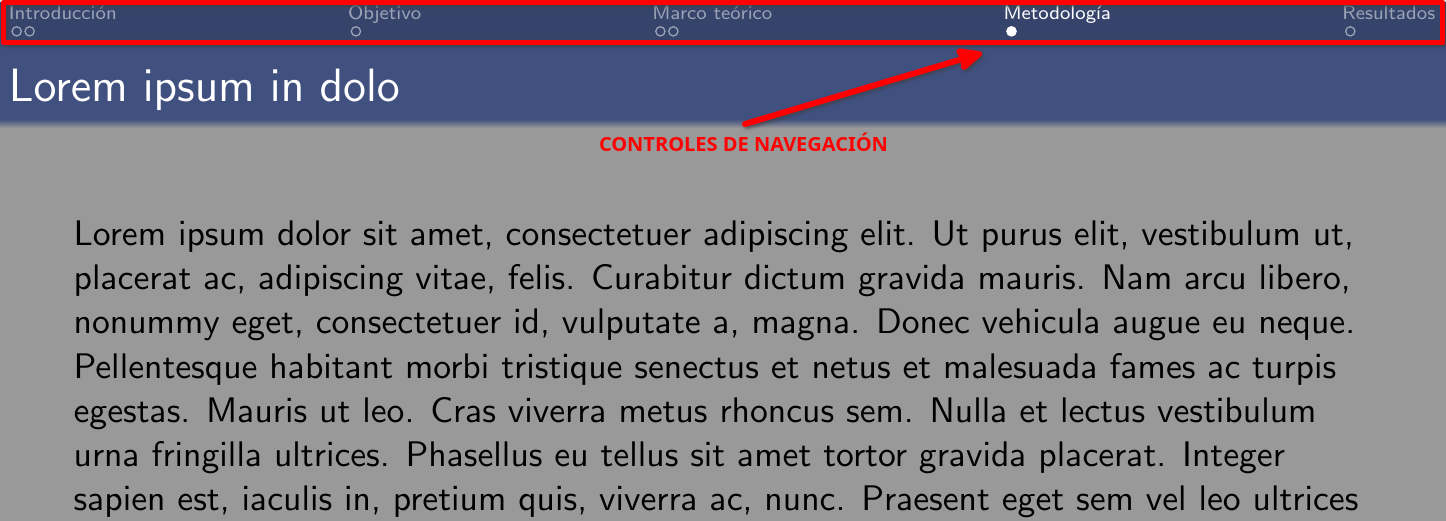 Introducción Objetivo Marco teórico Metodología Resultados
Lorem ipsum in dolo
CONTROLES DE NAVEGACIÓN
Lorem ipsum dolor sit amet, consectetuer adipiscing elit. Ut purus elit, vestibulum ut,
placerat ac, adipiscing vitae, felis. Curabitur dictum gravida mauris. Nam arcu libero,
nonummy eget, consectetuer id, vulputate a, magna. Donec vehicula augue eu neque.
Pellentesque habitant morbi tristique senectus et netus et malesuada fames ac turpis
egestas. Mauris ut leo. Cras viverra metus rhoncus sem. Nulla et lectus vestibulum
urna fringilla ultrices. Phasellus eu tellus sit amet tortor gravida placerat. Integer
sapien est, iaculis in, pretium quis, viverra ac, nunc. Praesent eget sem vel leo ultrices